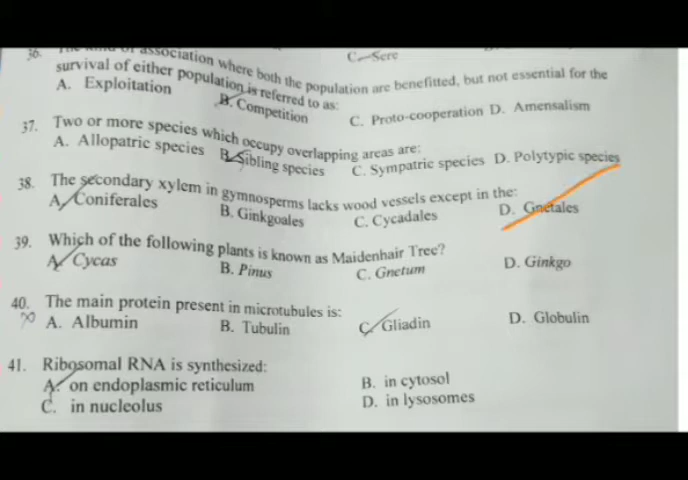 C. Sere
36. The kind of association where both the population are benefitted, but not essential for the
survival of either population is referred to as:
A. Exploitation B. Competition C. Proto-cooperation D. Amensalism
37. Two or more species which occupy overlapping areas are:
A. Allopatric species B. Sibling species C. Sympatric species D. Polytypic species
38. The secondary xylem in gymnosperms lacks wood vessels except in the:
A. Coniferales B. Ginkgoales C. Cycadales D. Gnetales
39. Which of the following plants is known as Maidenhair Tree?
A. Cycas B. Pinus C. Gnetum D. Ginkgo
40. The main protein present in microtubules is:
A. Albumin B. Tubulin C. Gliadin D. Globulin
41. Ribosomal RNA is synthesized:
A. on endoplasmic reticulum B. in cytosol
C. in nucleolus D. in lysosomes